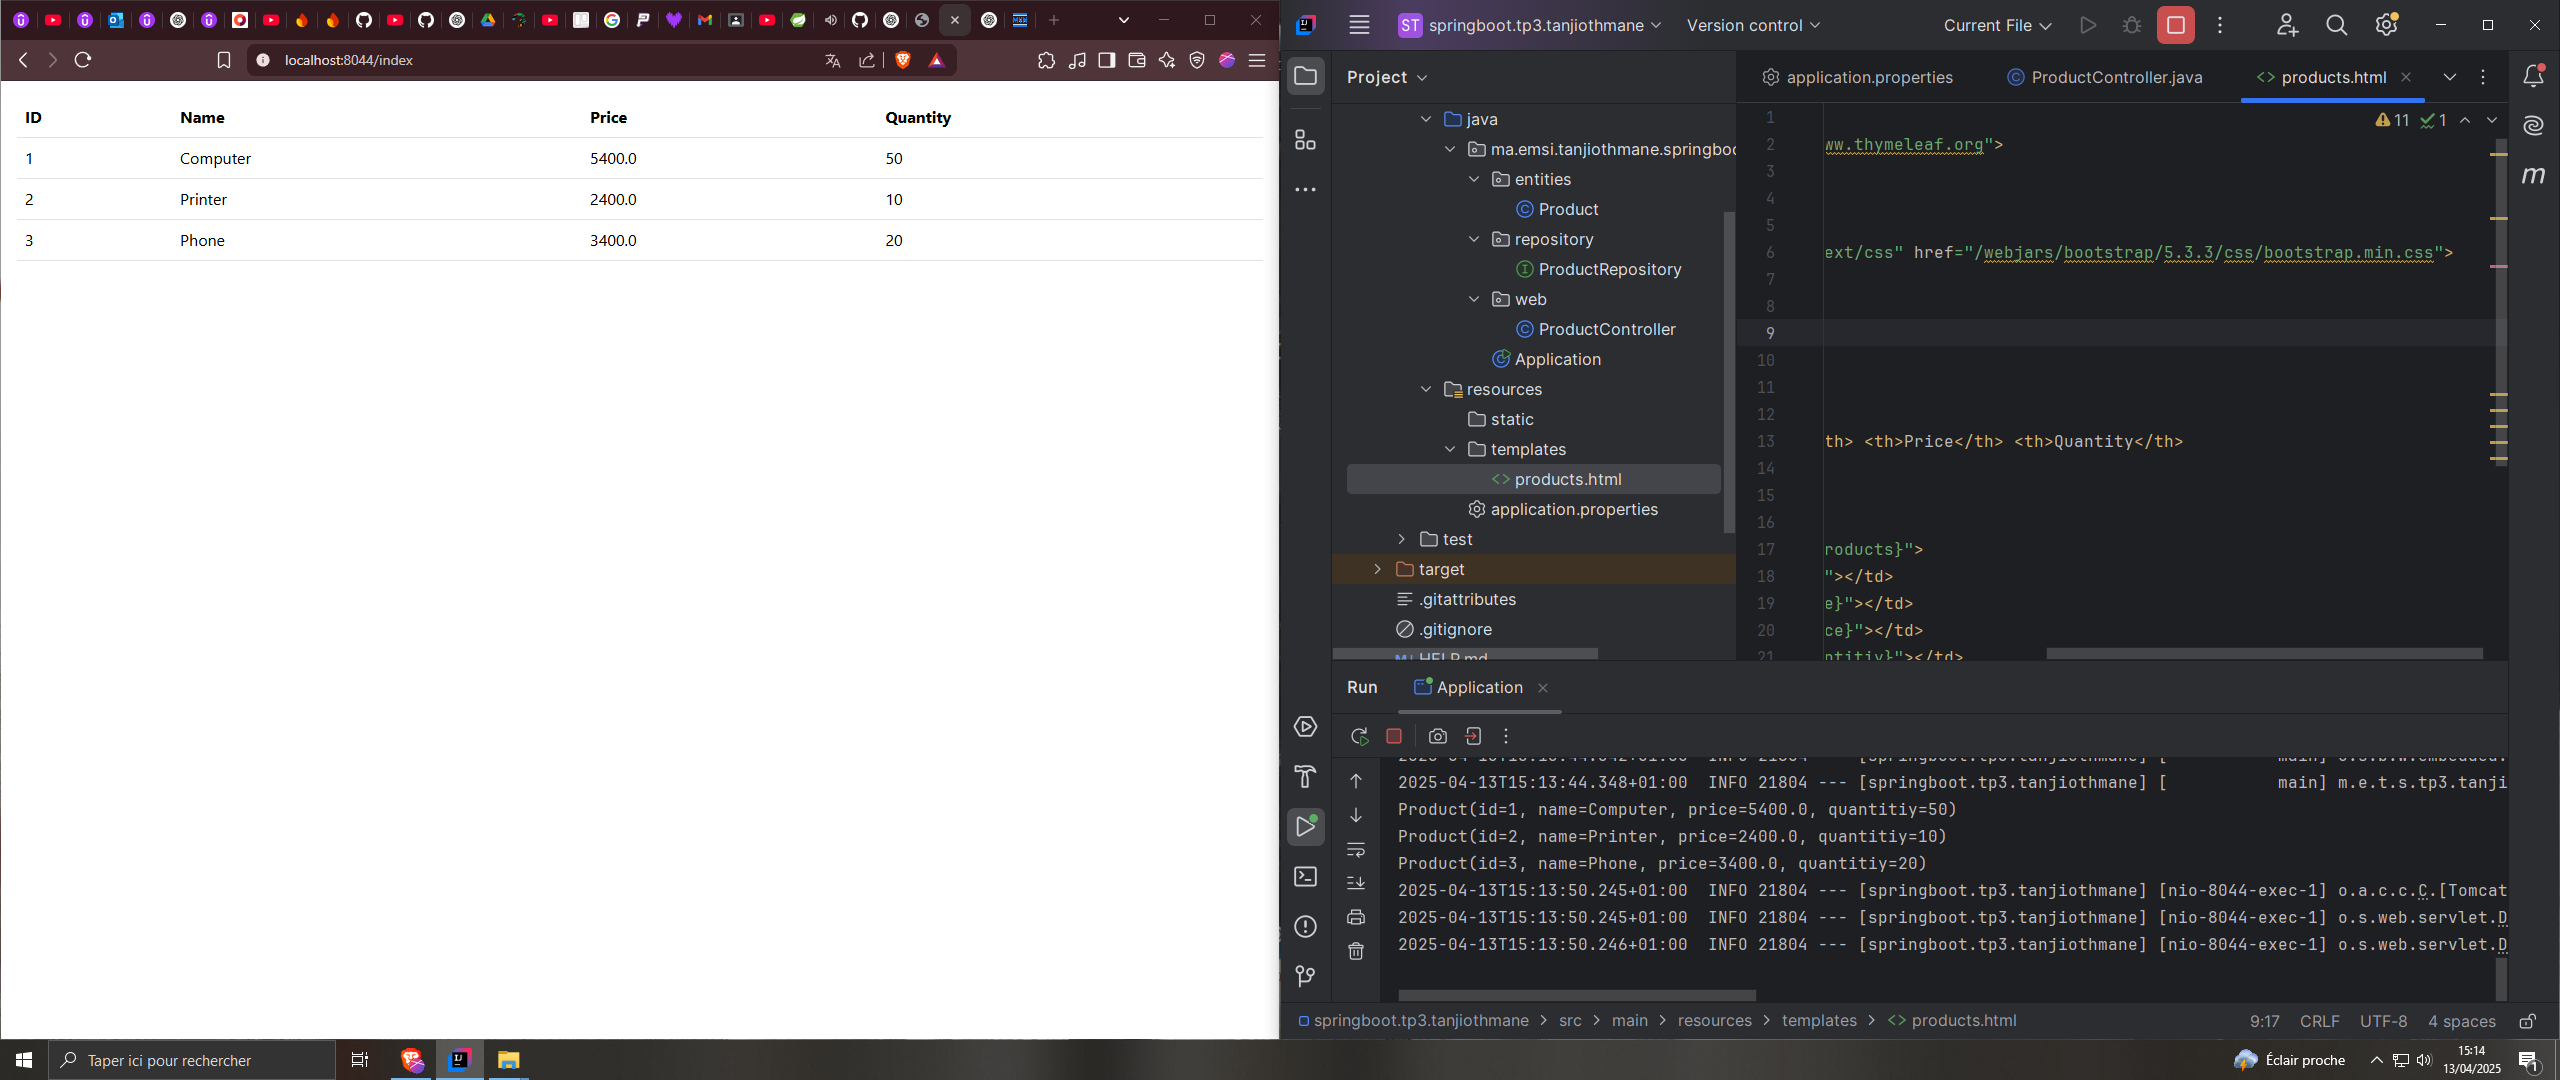 localhost:8044/index
ID Name Price Quantity
1 Computer 5400.0 50
2 Printer 2400.0 10
3 Phone 3400.0 20
ST springboot.tp3.tanjiothmane Version control Current File
Project
java
ma.emsi.tanjiothmane.springboo
entities
Product
repository
ProductRepository
web
ProductController
Application
resources
static
templates
products.html
application.properties
test
target
.gitattributes
.gitignore
HELP.md
application.properties ProductController.java products.html
11 1
1
2 ww.thymeleaf.org">
3
4
5
6 ext/css" href="/webjars/bootstrap/5.3.3/css/bootstrap.min.css">
7
8
9
10
11
12
13 th> <th>Price</th> <th>Quantity</th>
14
15
16
17 roducts}">
18 "></td>
19 e}"></td>
20 ce}"></td>
21 ntitiy}"></td>
Run Application
2025-04-13T15:13:44.348+01:00 INFO 21804 --- [springboot.tp3.tanjiothmane] [ main] m.e.t.s.tp3.tanji
Product(id=1, name=Computer, price=5400.0, quantitiy=50)
Product(id=2, name=Printer, price=2400.0, quantitiy=10)
Product(id=3, name=Phone, price=3400.0, quantitiy=20)
2025-04-13T15:13:50.245+01:00 INFO 21804 --- [springboot.tp3.tanjiothmane] [nio-8044-exec-1] o.a.c.c.C.[Tomcat
2025-04-13T15:13:50.245+01:00 INFO 21804 --- [springboot.tp3.tanjiothmane] [nio-8044-exec-1] o.s.web.servlet.D
2025-04-13T15:13:50.246+01:00 INFO 21804 --- [springboot.tp3.tanjiothmane] [nio-8044-exec-1] o.s.web.servlet.D
springboot.tp3.tanjiothmane > src > main > resources > templates > products.html
9:17 CRLF UTF-8 4 spaces
Taper ici pour rechercher
Éclair proche
15:14
13/04/2025
1